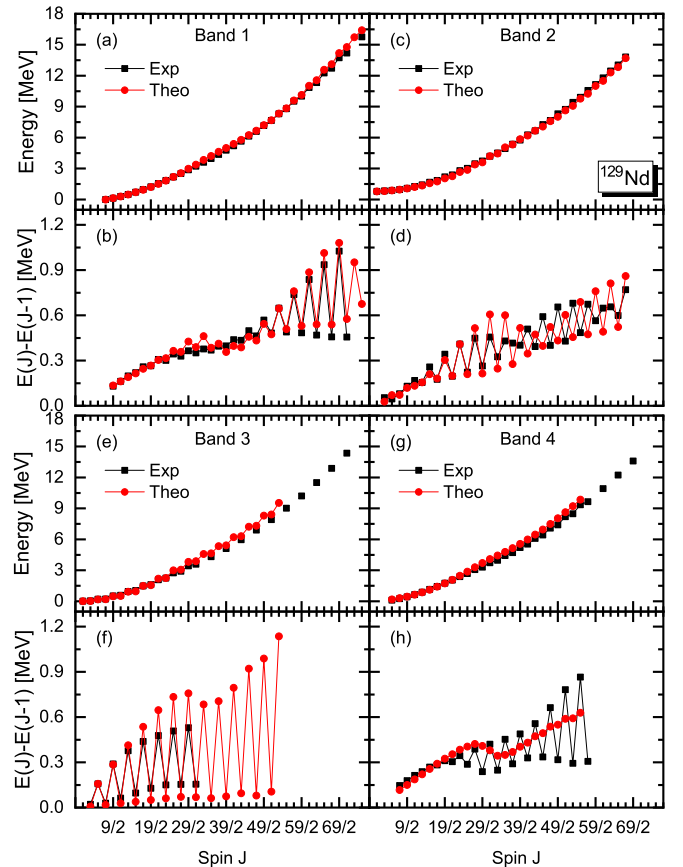 18
15
12
9
6
3
0
Energy [MeV]
(a)
Band 1
Exp
Theo
(c)
Band 2
Exp
Theo
129Nd
1.2
0.9
0.6
0.3
0.0
E(J)-E(J-1) [MeV]
(b)
(d)
15
12
9
6
3
0
Energy [MeV]
(e)
Band 3
Exp
Theo
(g)
Band 4
Exp
Theo
1.2
0.9
0.6
0.3
0.0
E(J)-E(J-1) [MeV]
(f)
(h)
9/2 19/2 29/2 39/2 49/2 59/2 69/2
9/2 19/2 29/2 39/2 49/2 59/2 69/2
Spin J
Spin J